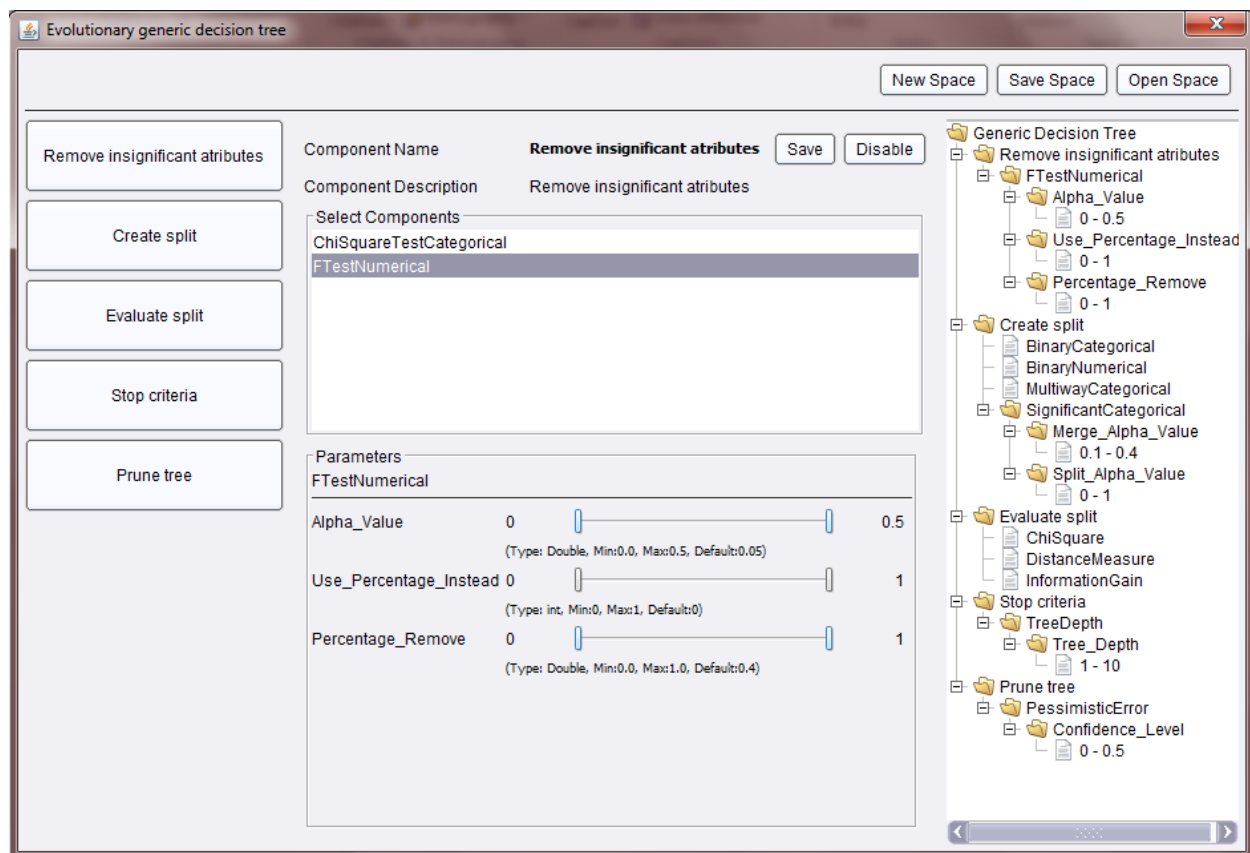 Evolutionary generic decision tree
New Space Save Space Open Space
Remove insignificant atributes
Create split
Evaluate split
Stop criteria
Prune tree
Component Name Remove insignificant atributes Save Disable
Component Description Remove insignificant atributes
Select Components
ChiSquareTestCategorical
FTestNumerical
Parameters
FTestNumerical
Alpha_Value 0 0.5
(Type: Double, Min:0.0, Max:0.5, Default:0.05)
Use_Percentage_Instead 0 1
(Type: int, Min:0, Max:1, Default:0)
Percentage_Remove 0 1
(Type: Double, Min:0.0, Max:1.0, Default:0.4)
Generic Decision Tree
Remove insignificant atributes
FTestNumerical
Alpha_Value
0 - 0.5
Use_Percentage_Instead
0 - 1
Percentage_Remove
0 - 1
Create split
BinaryCategorical
BinaryNumerical
MultiwayCategorical
SignificantCategorical
Merge_Alpha_Value
0.1 - 0.4
Split_Alpha_Value
0 - 1
Evaluate split
ChiSquare
DistanceMeasure
InformationGain
Stop criteria
TreeDepth
Tree_Depth
1 - 10
Prune tree
PessimisticError
Confidence_Level
0 - 0.5